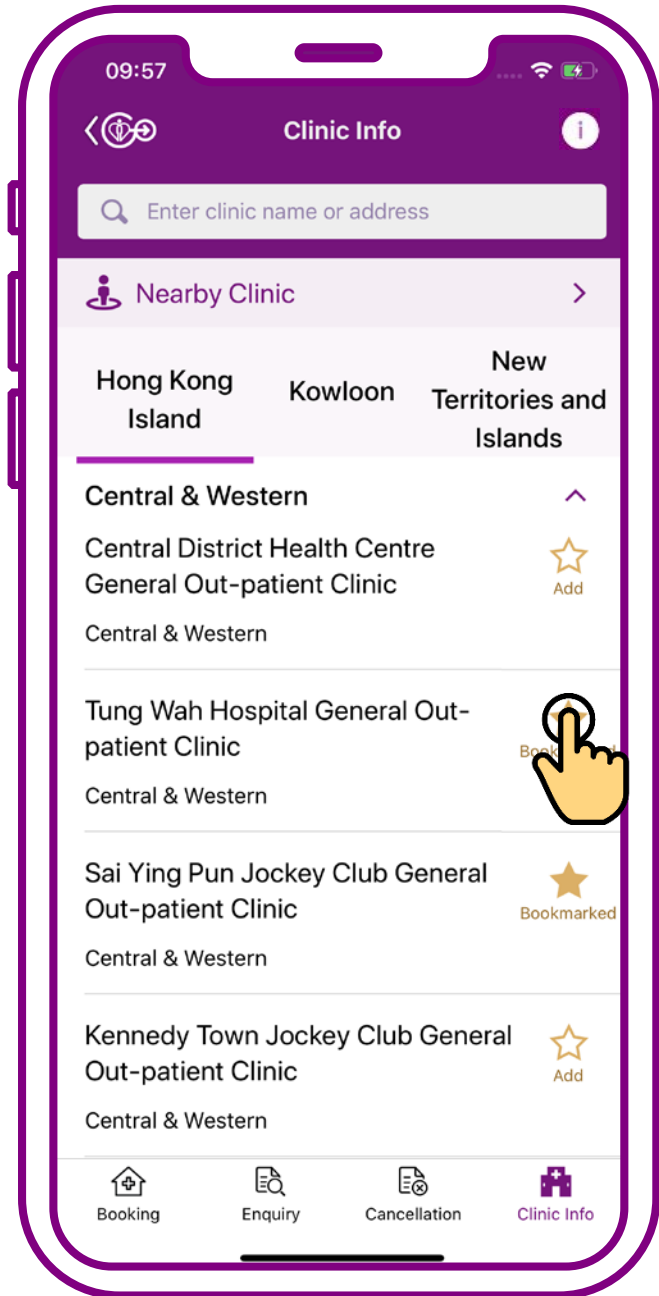 09:57
Clinic Info
i
Enter clinic name or address
Nearby Clinic
Hong Kong
Island
Kowloon
New
Territories and
Islands
Central & Western
Central District Health Centre
General Out-patient Clinic
Add
Central & Western
Tung Wah Hospital General Out-
patient Clinic
Central & Western
Sai Ying Pun Jockey Club General
Out-patient Clinic
Bookmarked
Central & Western
Kennedy Town Jockey Club General
Out-patient Clinic
Add
Central & Western
Booking
Enquiry
Cancellation
Clinic Info